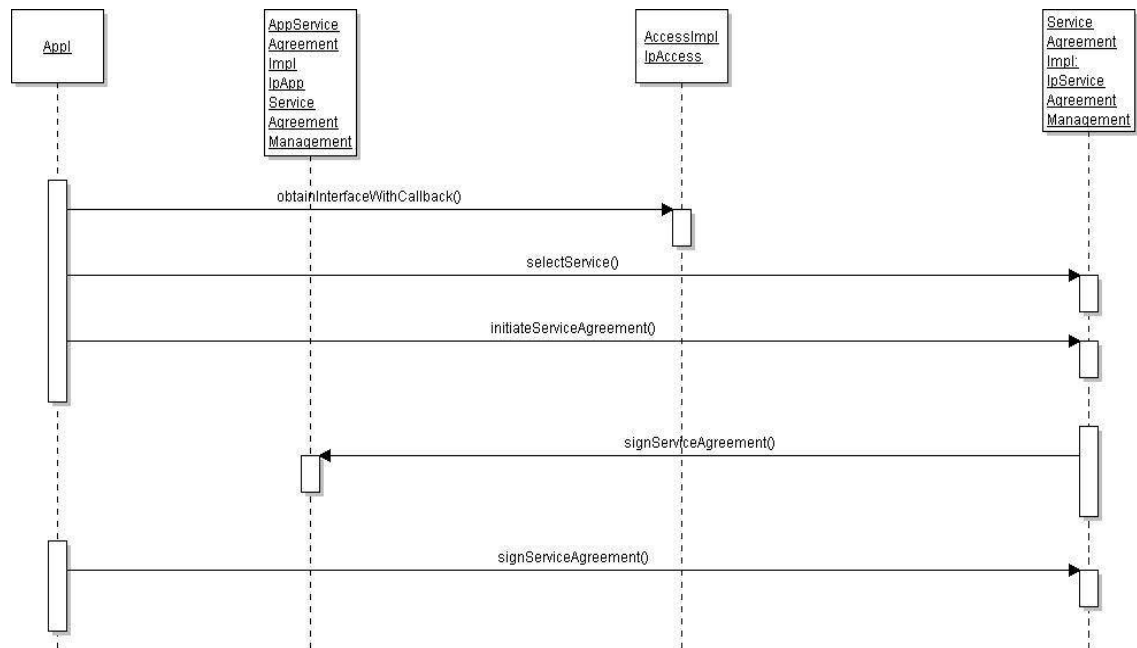 Appl
AppService
Agreement
Impl
IpApp
Service
Agreement
Management
AccessImpl
IpAccess
Service
Agreement
Impl:
IpService
Agreement
Management
obtainInterfaceWithCallback()
selectService()
initiateServiceAgreement()
signServiceAgreement()
signServiceAgreement()